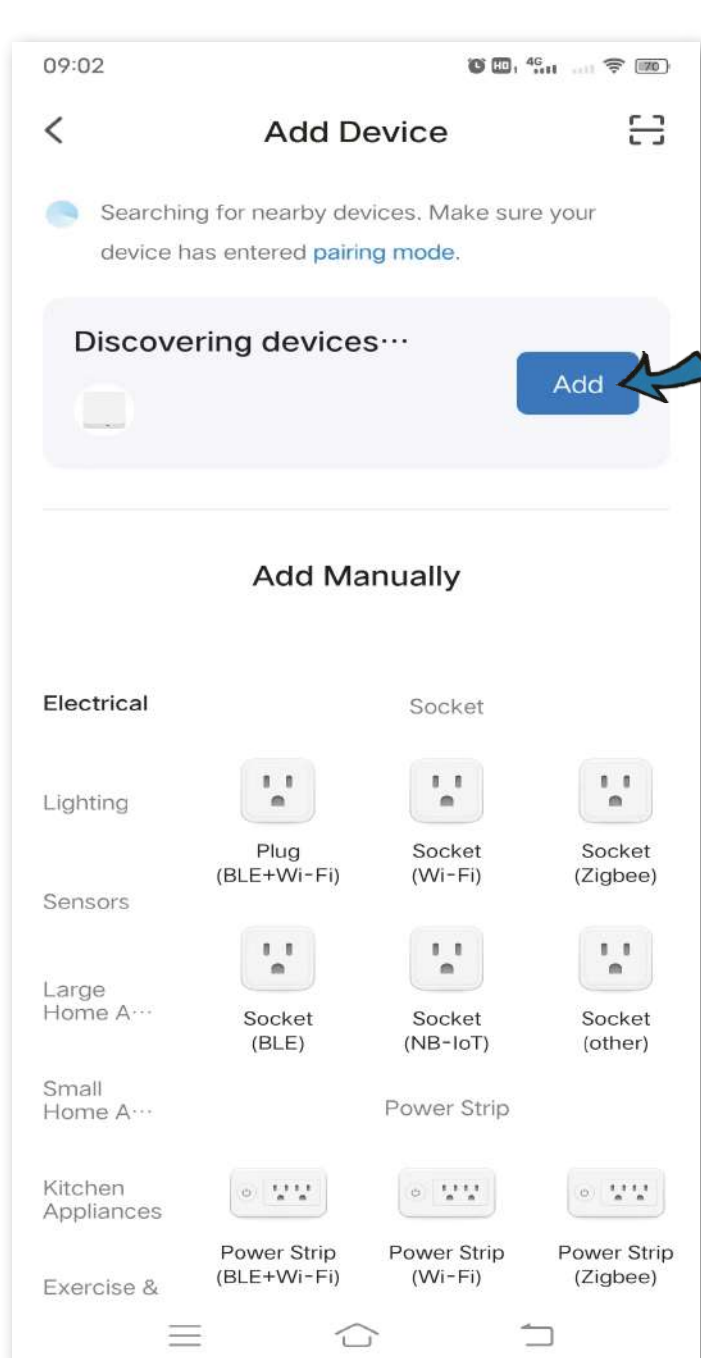 09:02
HD 4G 70
Add Device
Searching for nearby devices. Make sure your
device has entered pairing mode.
Discovering devices···
Add
Add Manually
Electrical
Socket
Lighting
Plug
(BLE+Wi-Fi)
Socket
(Wi-Fi)
Socket
(Zigbee)
Sensors
Large
Home A···
Socket
(BLE)
Socket
(NB-IoT)
Socket
(other)
Small
Home A···
Power Strip
Kitchen
Appliances
Power Strip
(BLE+Wi-Fi)
Power Strip
(Wi-Fi)
Power Strip
(Zigbee)
Exercise &